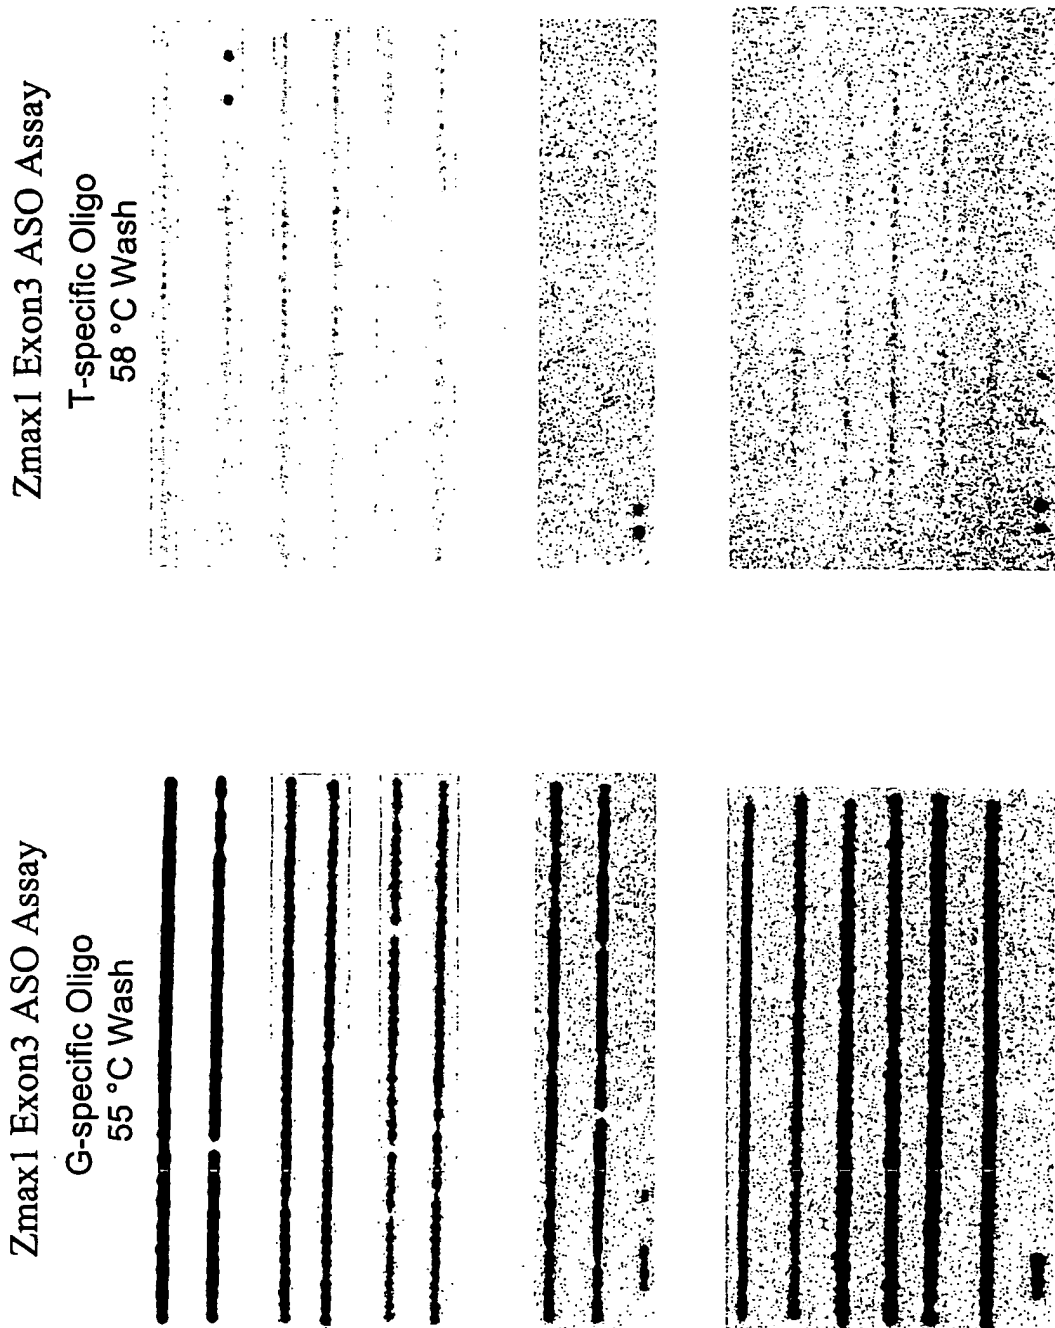 Zmax1 Exon3 ASO Assay
G-specific Oligo
55 °C Wash
Zmax1 Exon3 ASO Assay
T-specific Oligo
58 °C Wash